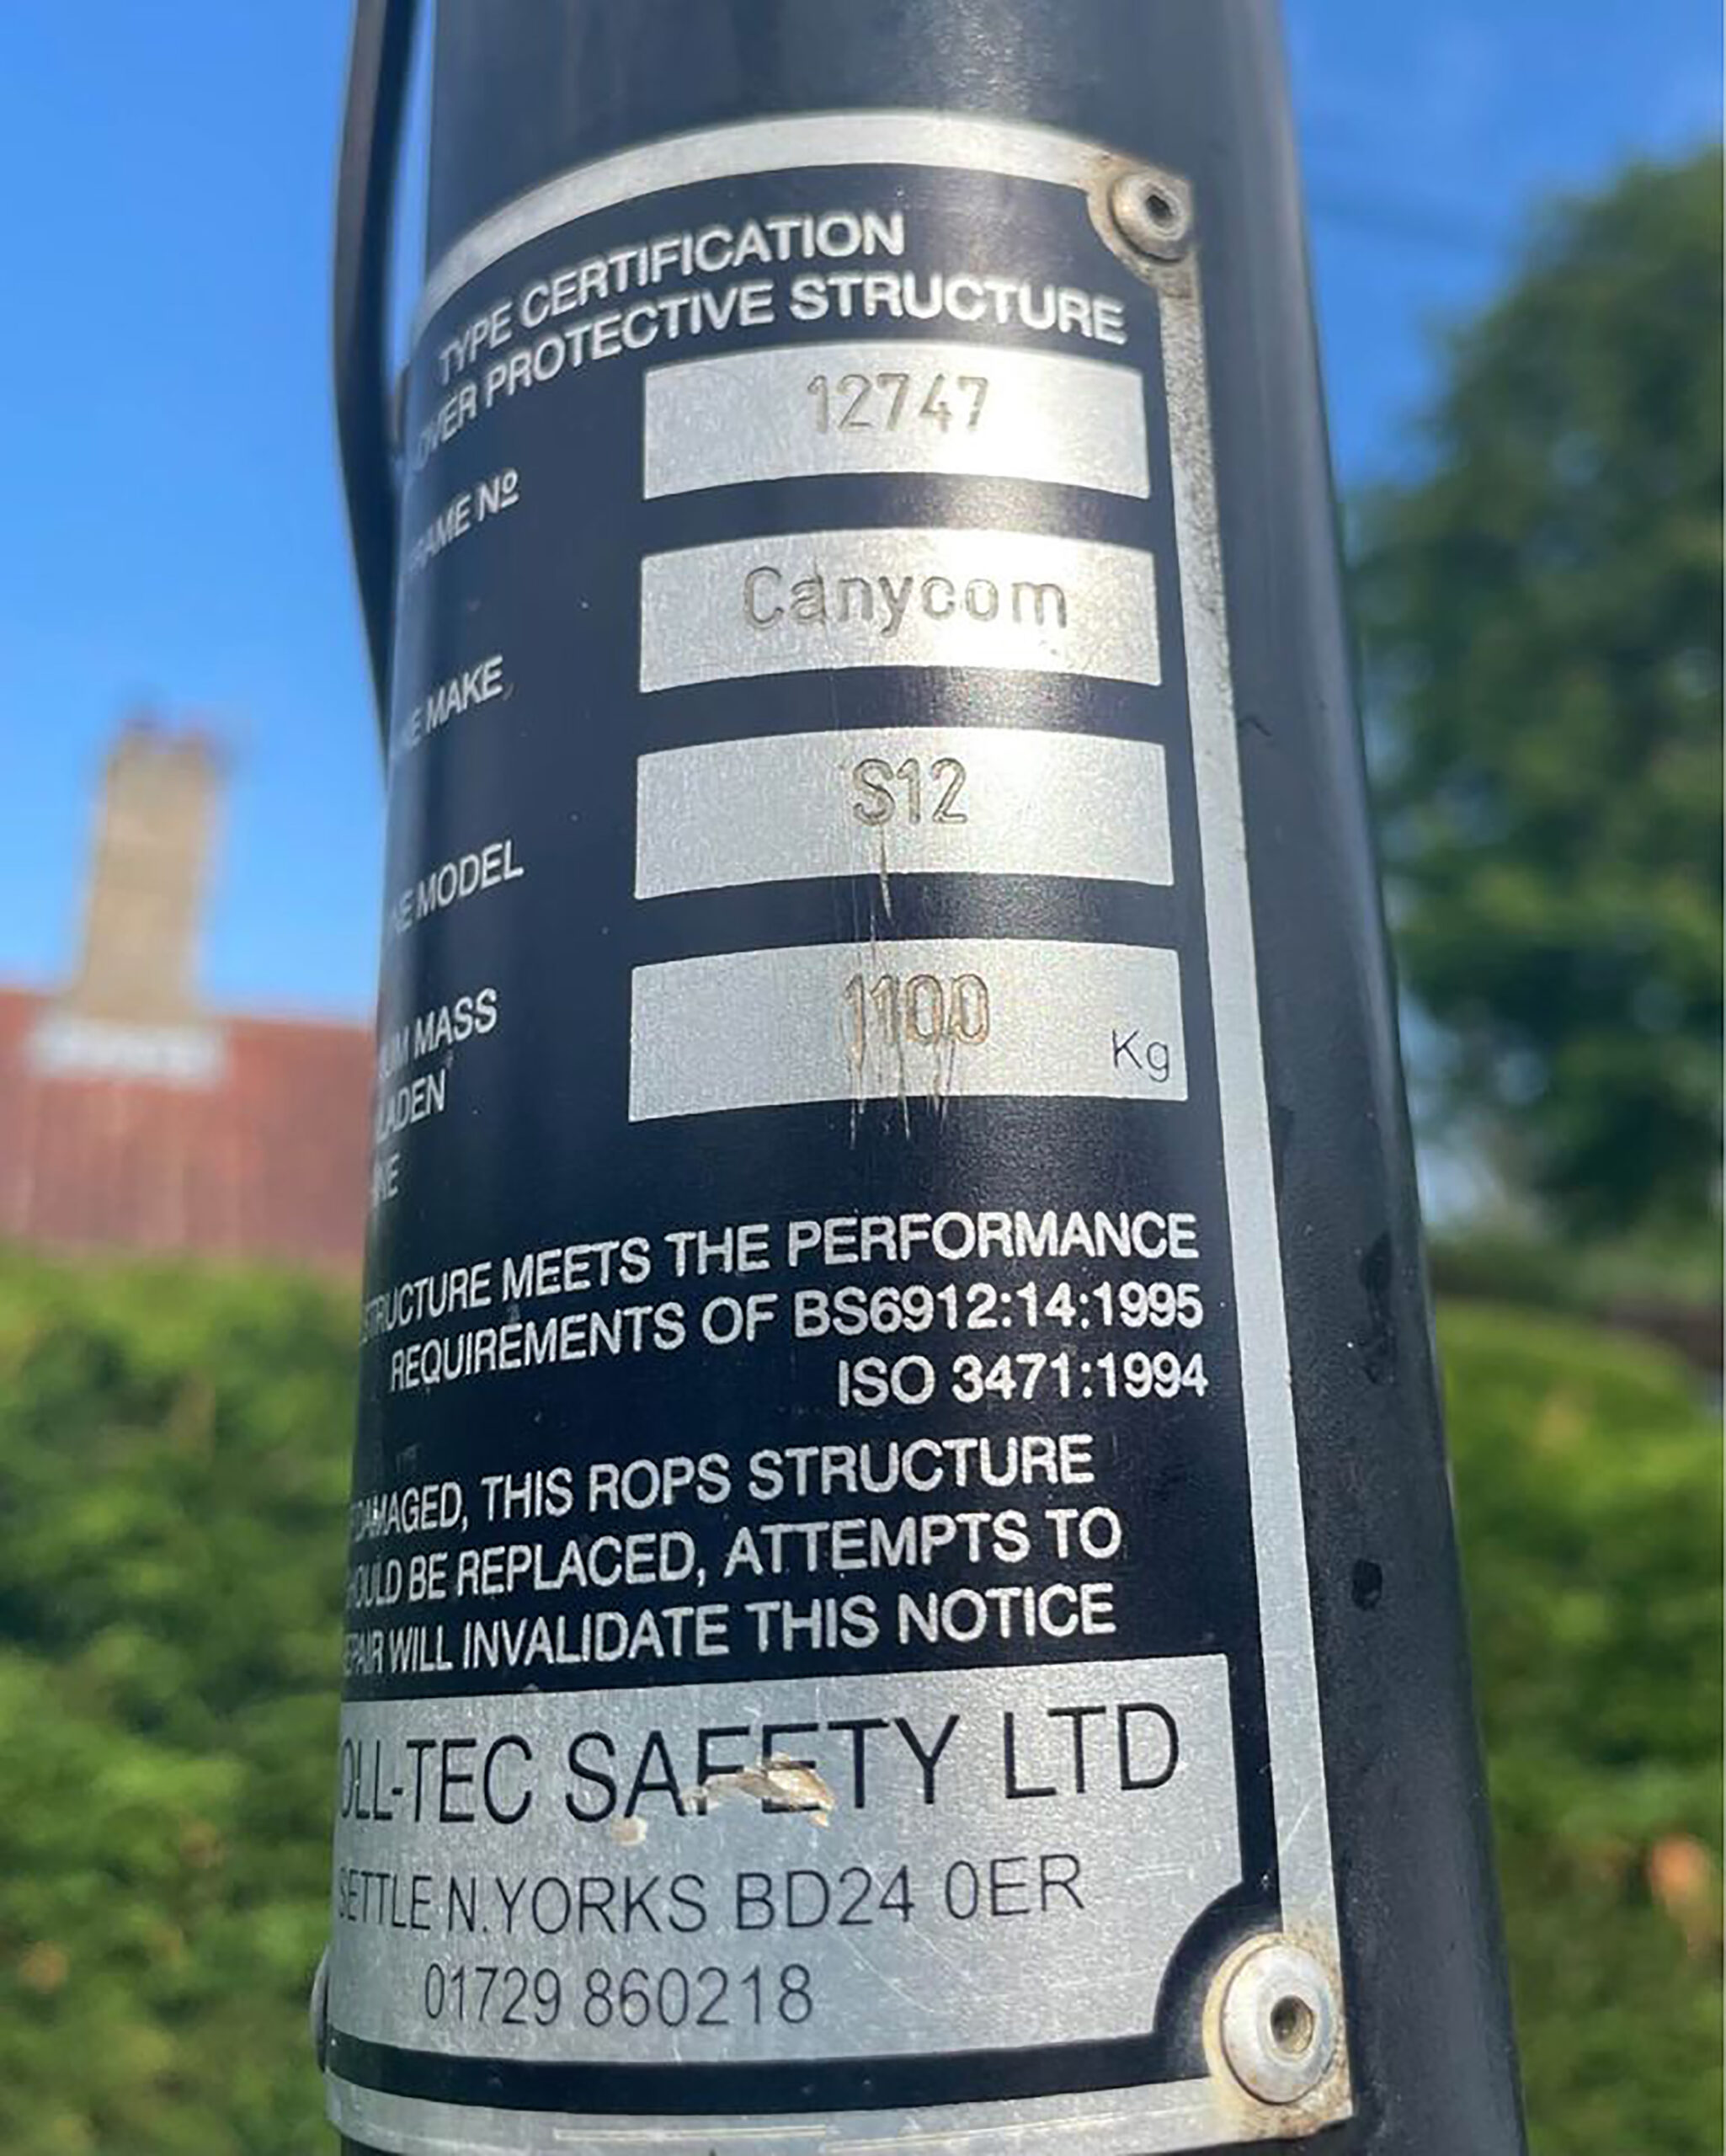 TYPE CERTIFICATION
OVER PROTECTIVE STRUCTURE
FRAME Nº 12747
Canycom
MAKE
S12
MODEL
1100 Kg
MASS
LADEN
STRUCTURE MEETS THE PERFORMANCE
REQUIREMENTS OF BS6912:14:1995
ISO 3471:1994
DAMAGED, THIS ROPS STRUCTURE
SHOULD BE REPLACED, ATTEMPTS TO
REPAIR WILL INVALIDATE THIS NOTICE
OLL-TEC SAFETY LTD
SETTLE N.YORKS BD24 0ER
01729 860218